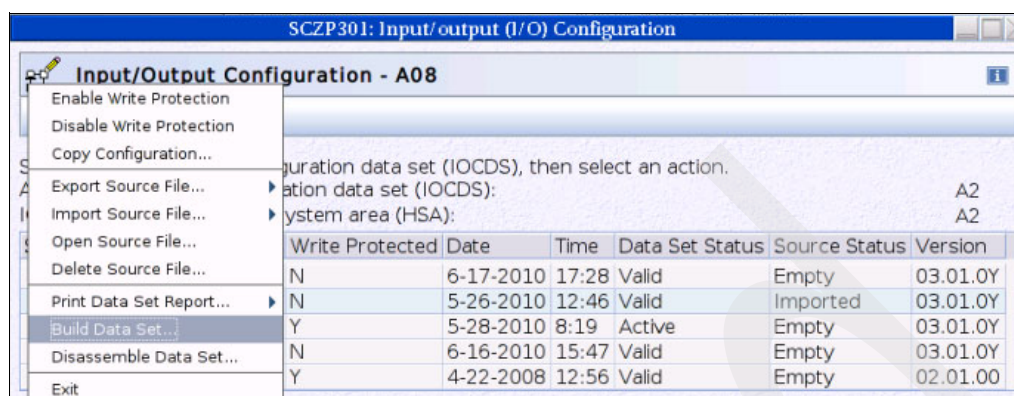 SCZP301: Input/output (I/O) Configuration
Input/Output Configuration - A08
Enable Write Protection
Disable Write Protection
Copy Configuration...
guration data set (IOCDS), then select an action.
Export Source File...
ation data set (IOCDS): A2
Import Source File...
ystem area (HSA): A2
Open Source File...
Write Protected Date Time Data Set Status Source Status Version
Delete Source File...
N 6-17-2010 17:28 Valid Empty 03.01.0Y
Print Data Set Report...
N 5-26-2010 12:46 Valid Imported 03.01.0Y
Build Data Set...
Y 5-28-2010 8:19 Active Empty 03.01.0Y
Disassemble Data Set...
N 6-16-2010 15:47 Valid Empty 03.01.0Y
Exit
Y 4-22-2008 12:56 Valid Empty 02.01.00